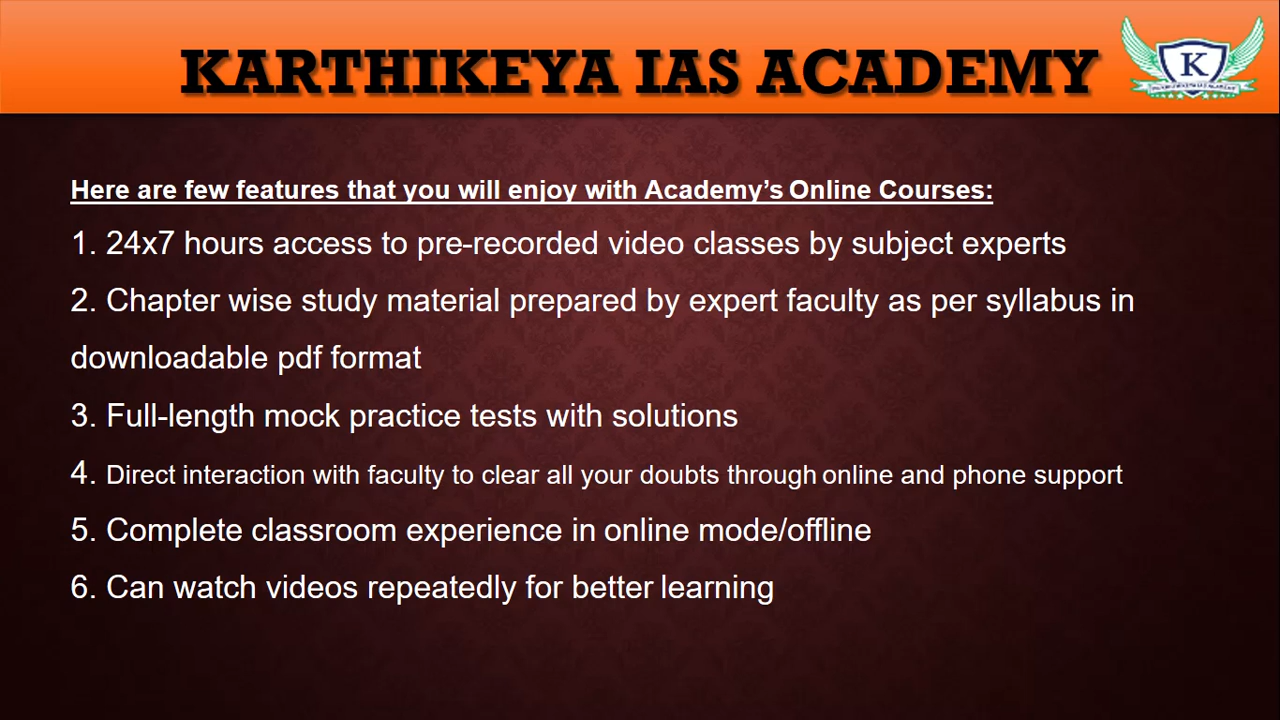 KARTHIKEYA IAS ACADEMY
K
Here are few features that you will enjoy with Academy’s Online Courses:
1. 24x7 hours access to pre-recorded video classes by subject experts
2. Chapter wise study material prepared by expert faculty as per syllabus in
downloadable pdf format
3. Full-length mock practice tests with solutions
4. Direct interaction with faculty to clear all your doubts through online and phone support
5. Complete classroom experience in online mode/offline
6. Can watch videos repeatedly for better learning